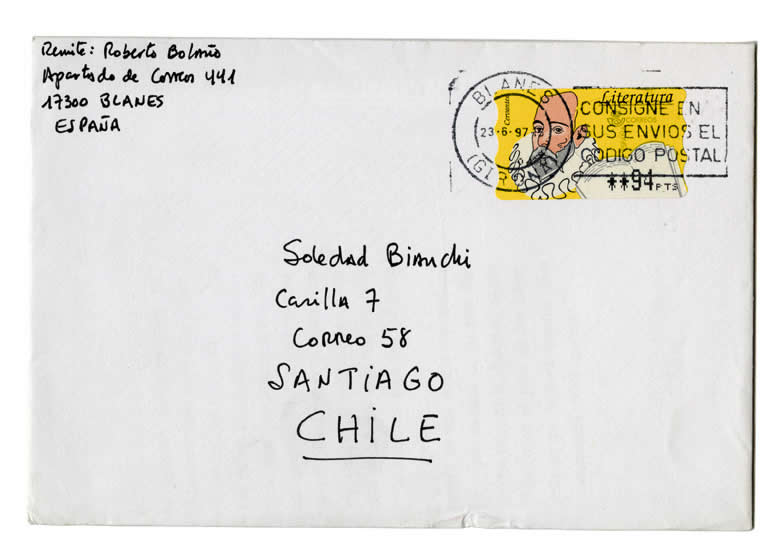 Remite: Roberto Bolaño
Apartado de Correos 441
17300 BLANES
ESPAÑA
BLANES
23-6-97
(GIRONA)
Cervantes
Literatura
CORREOS
CONSIGNE EN
SUS ENVIOS EL
CODIGO POSTAL
**94 PTS
Soledad Bianchi
Casilla 7
Correo 58
SANTIAGO
CHILE